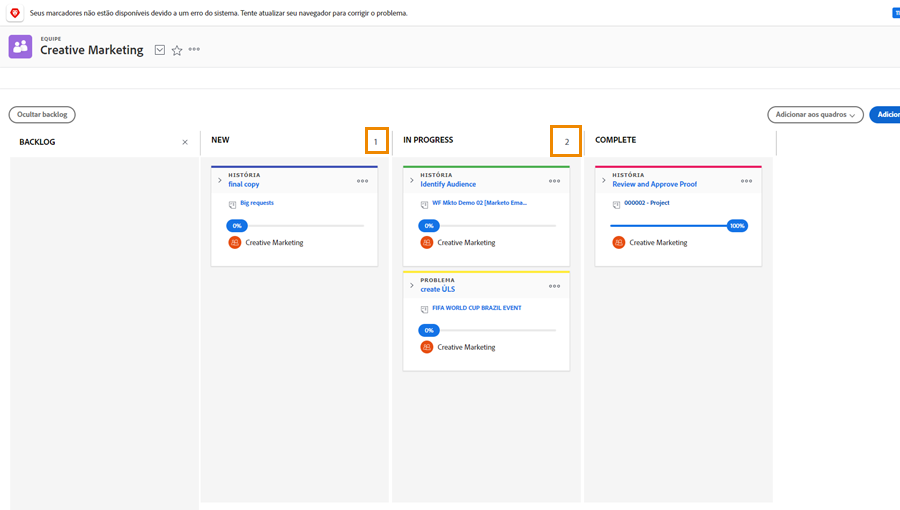 Seus marcadores não estão disponíveis devido a um erro do sistema. Tente atualizar seu navegador para corrigir o problema.
EQUIPE
Creative Marketing
Ocultar backlog
Adicionar aos quadros
Adicion
BACKLOG
NEW
1
IN PROGRESS
2
COMPLETE
HISTÓRIA
final copy
Big requests
0%
Creative Marketing
HISTÓRIA
Identify Audience
WF Mkto Demo 02 [Marketo Ema...
0%
Creative Marketing
PROBLEMA
create ÚLS
FIFA WORLD CUP BRAZIL EVENT
0%
Creative Marketing
HISTÓRIA
Review and Approve Proof
000002 - Project
100%
Creative Marketing